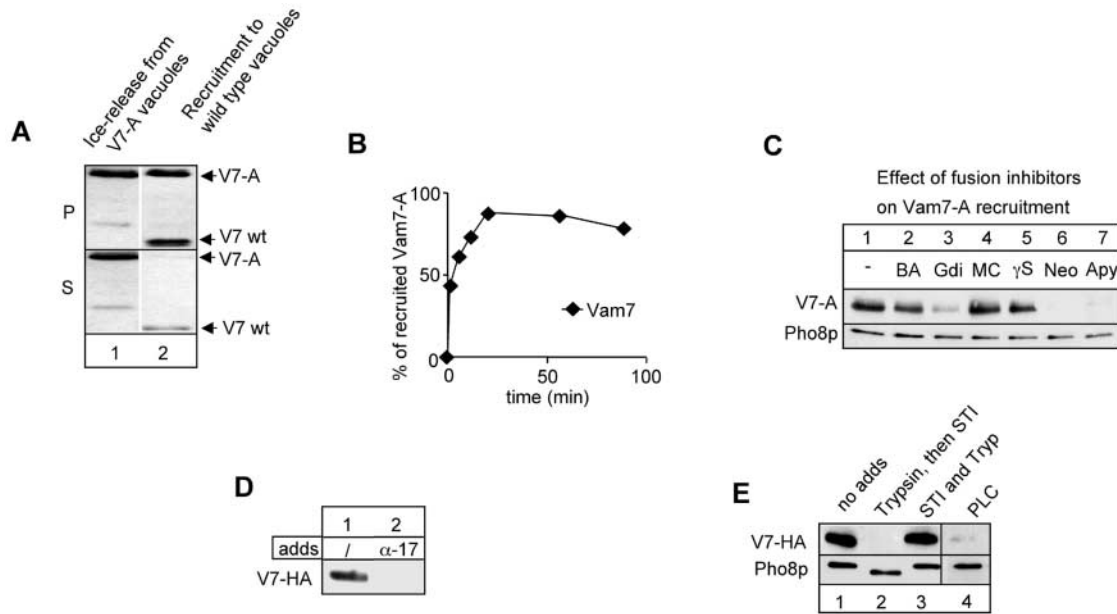 A
Ice-release from
V7-A vacuoles
Recruitment to
wild type vacuoles
P
V7-A
V7 wt
S
V7-A
V7 wt
1 2
B
% of recruited Vam7-A
100
50
0
0 50 100
time (min)
Vam7
C
Effect of fusion inhibitors
on Vam7-A recruitment
1 2 3 4 5 6 7
- BA Gdi MC γS Neo Apy
V7-A
Pho8p
D
1 2
adds / α-17
V7-HA
E
no adds
Trypsin, then STI
STI and Tryp
PLC
V7-HA
Pho8p
1 2 3 4